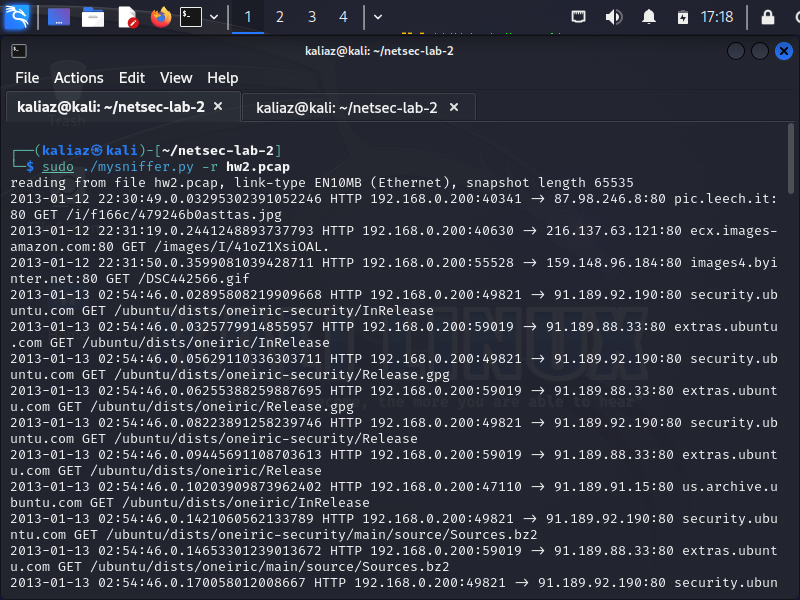 1 2 3 4 17:18
kaliaz@kali: ~/netsec-lab-2
File Actions Edit View Help
kaliaz@kali: ~/netsec-lab-2 × kaliaz@kali: ~/netsec-lab-2 ×
┌──(kaliaz㉿kali)-[~/netsec-lab-2]
└─$ sudo ./mysniffer.py -r hw2.pcap
reading from file hw2.pcap, link-type EN10MB (Ethernet), snapshot length 65535
2013-01-12 22:30:49.0.03295302391052246 HTTP 192.168.0.200:40341 → 87.98.246.8:80 pic.leech.it:
80 GET /i/f166c/479246b0asttas.jpg
2013-01-12 22:31:19.0.2441248893737793 HTTP 192.168.0.200:40630 → 216.137.63.121:80 ecx.images-
amazon.com:80 GET /images/I/41oZ1XsiOAL.
2013-01-12 22:31:50.0.3599081039428711 HTTP 192.168.0.200:55528 → 159.148.96.184:80 images4.byi
nter.net:80 GET /DSC442566.gif
2013-01-13 02:54:46.0.02895808219909668 HTTP 192.168.0.200:49821 → 91.189.92.190:80 security.ub
untu.com GET /ubuntu/dists/oneiric-security/InRelease
2013-01-13 02:54:46.0.0325779914855957 HTTP 192.168.0.200:59019 → 91.189.88.33:80 extras.ubuntu
.com GET /ubuntu/dists/oneiric/InRelease
2013-01-13 02:54:46.0.05629110336303711 HTTP 192.168.0.200:49821 → 91.189.92.190:80 security.ub
untu.com GET /ubuntu/dists/oneiric-security/Release.gpg
2013-01-13 02:54:46.0.06255388259887695 HTTP 192.168.0.200:59019 → 91.189.88.33:80 extras.ubunt
u.com GET /ubuntu/dists/oneiric/Release.gpg
2013-01-13 02:54:46.0.08223891258239746 HTTP 192.168.0.200:49821 → 91.189.92.190:80 security.ub
untu.com GET /ubuntu/dists/oneiric-security/Release
2013-01-13 02:54:46.0.09445691108703613 HTTP 192.168.0.200:59019 → 91.189.88.33:80 extras.ubunt
u.com GET /ubuntu/dists/oneiric/Release
2013-01-13 02:54:46.0.10203909873962402 HTTP 192.168.0.200:47110 → 91.189.91.15:80 us.archive.u
buntu.com GET /ubuntu/dists/oneiric/InRelease
2013-01-13 02:54:46.0.1421060562133789 HTTP 192.168.0.200:49821 → 91.189.92.190:80 security.ubu
ntu.com GET /ubuntu/dists/oneiric-security/main/source/Sources.bz2
2013-01-13 02:54:46.0.14653301239013672 HTTP 192.168.0.200:59019 → 91.189.88.33:80 extras.ubunt
u.com GET /ubuntu/dists/oneiric/main/source/Sources.bz2
2013-01-13 02:54:46.0.170058012008667 HTTP 192.168.0.200:49821 → 91.189.92.190:80 security.ubun